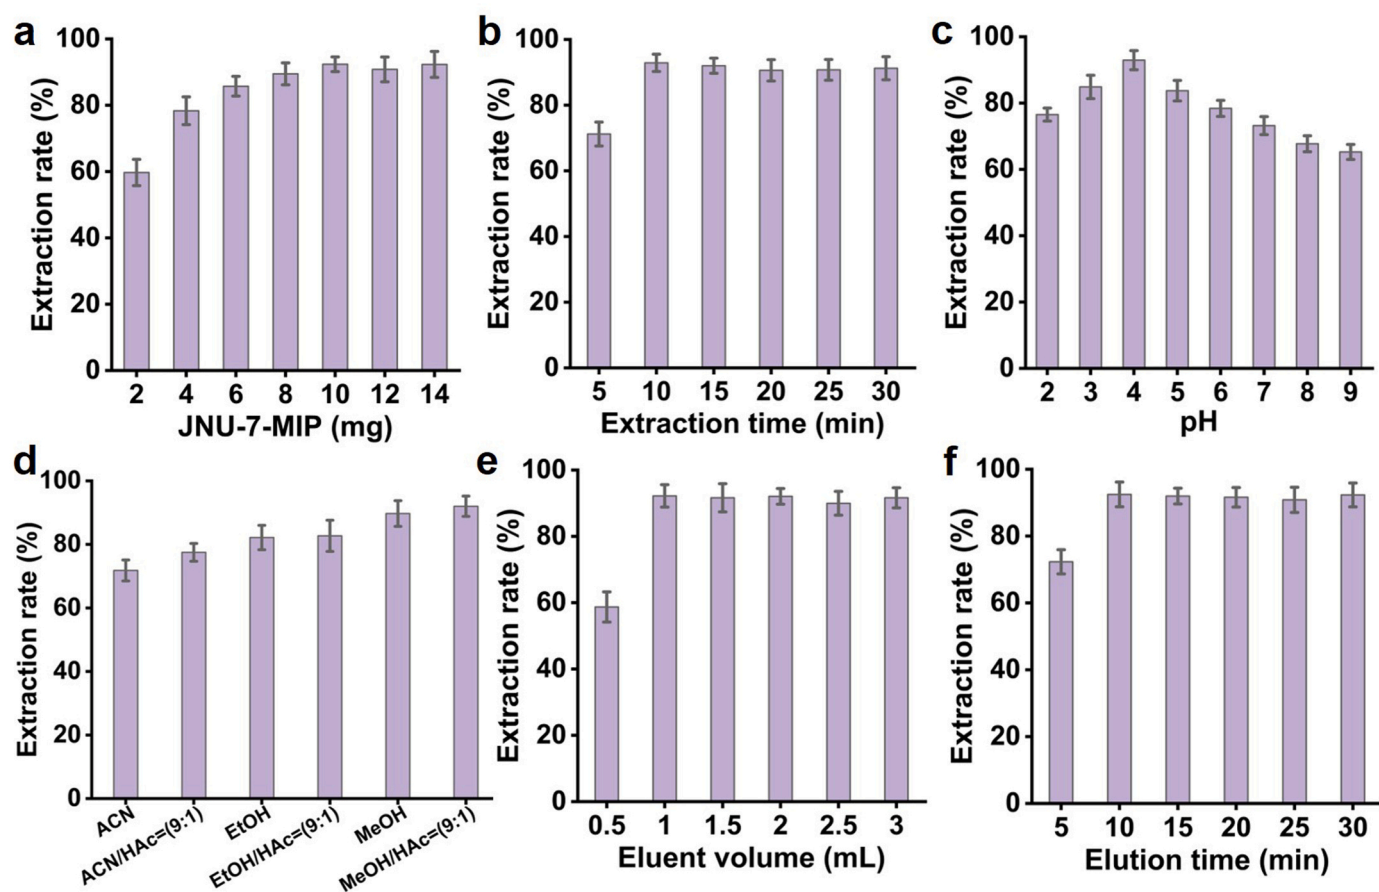 a
Extraction rate (%)
100
80
60
40
20
0
2 4 6 8 10 12 14
JNU-7-MIP (mg)
b
Extraction rate (%)
100
80
60
40
20
0
5 10 15 20 25 30
Extraction time (min)
c
Extraction rate (%)
100
80
60
40
20
0
2 3 4 5 6 7 8 9
pH
d
Extraction rate (%)
100
80
60
40
20
0
ACN
ACN/HAc=(9:1)
EtOH
EtOH/HAc=(9:1)
MeOH
MeOH/HAc=(9:1)
e
Extraction rate (%)
100
80
60
40
20
0
0.5 1 1.5 2 2.5 3
Eluent volume (mL)
f
Extraction rate (%)
100
80
60
40
20
0
5 10 15 20 25 30
Elution time (min)